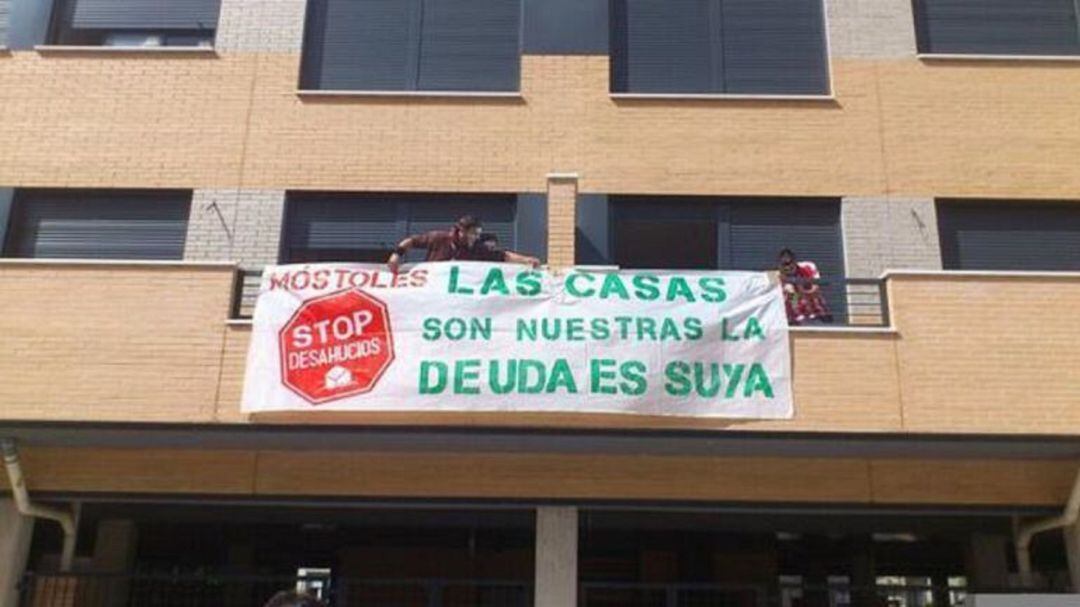 MÓSTOLES
STOP
DESAHUCIOS
LAS CASAS
SON NUESTRAS LA
DEUDA ES SUYA